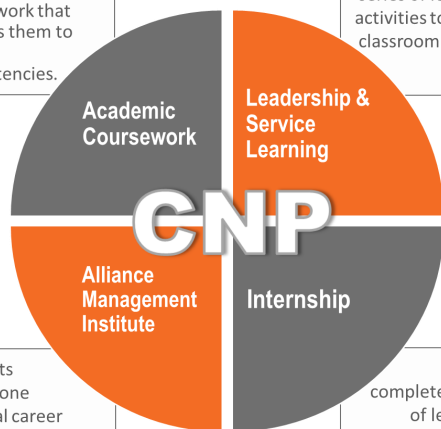 work that
s them to
tencies.
activities to
classroom
Academic
Coursework
Leadership &
Service
Learning
CNP
Alliance
Management
Institute
Internship
ts
one
al career
complete
of le